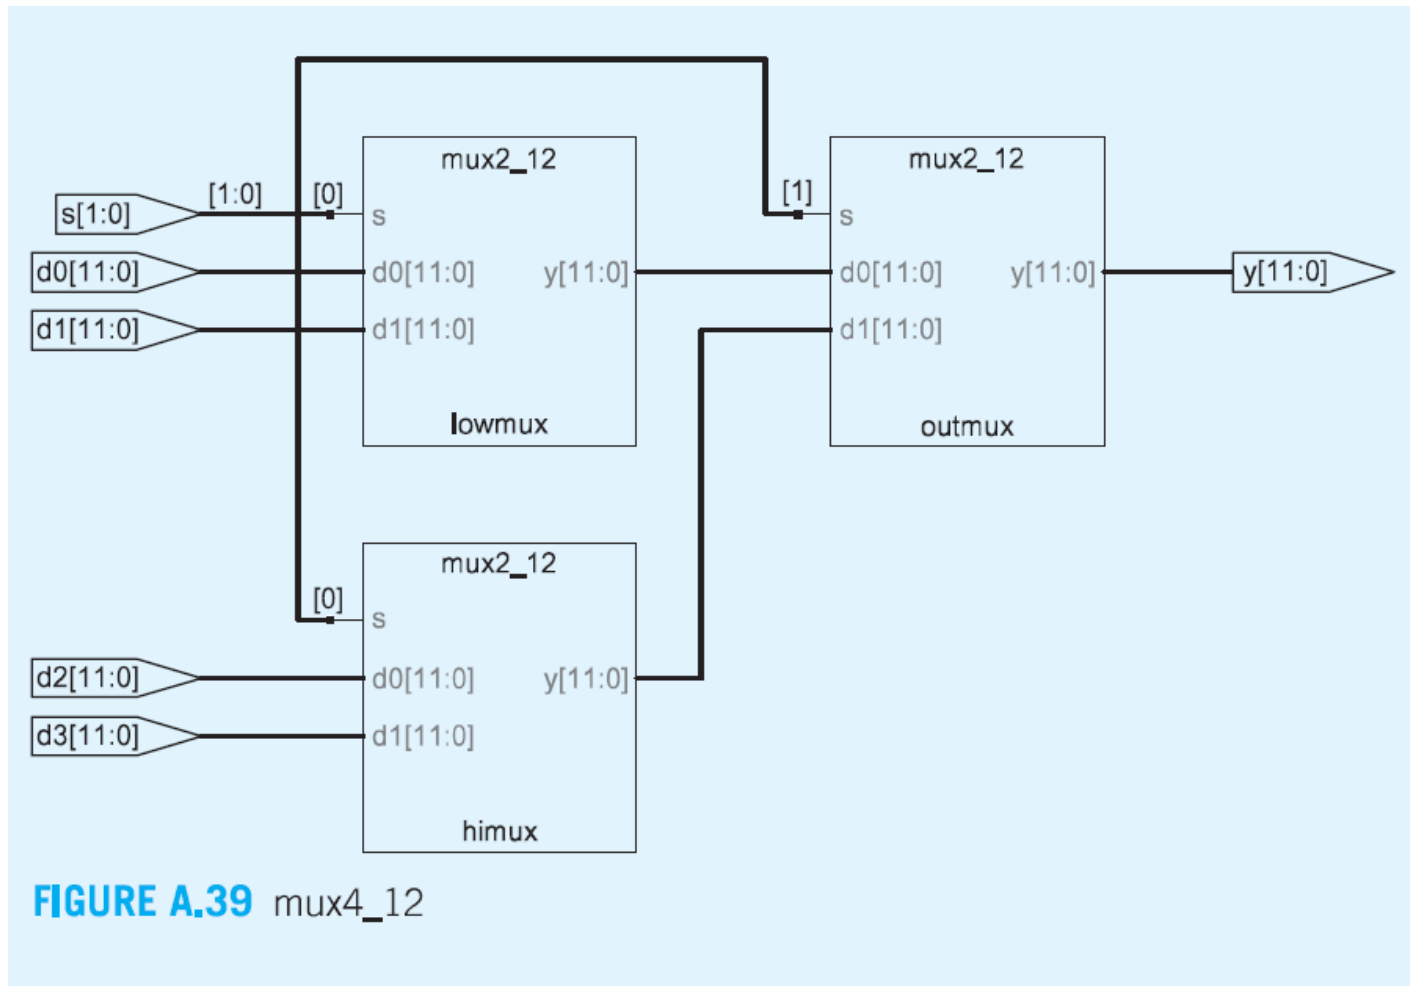 mux2_12
mux2_12
[1:0]
[0]
[1]
s[1:0]
s
s
d0[11:0]
d0[11:0]
y[11:0]
d0[11:0]
y[11:0]
y[11:0]
d1[11:0]
d1[11:0]
d1[11:0]
lowmux
outmux
mux2_12
[0]
s
d2[11:0]
d0[11:0]
y[11:0]
d3[11:0]
d1[11:0]
himux
FIGURE A.39 mux4_12